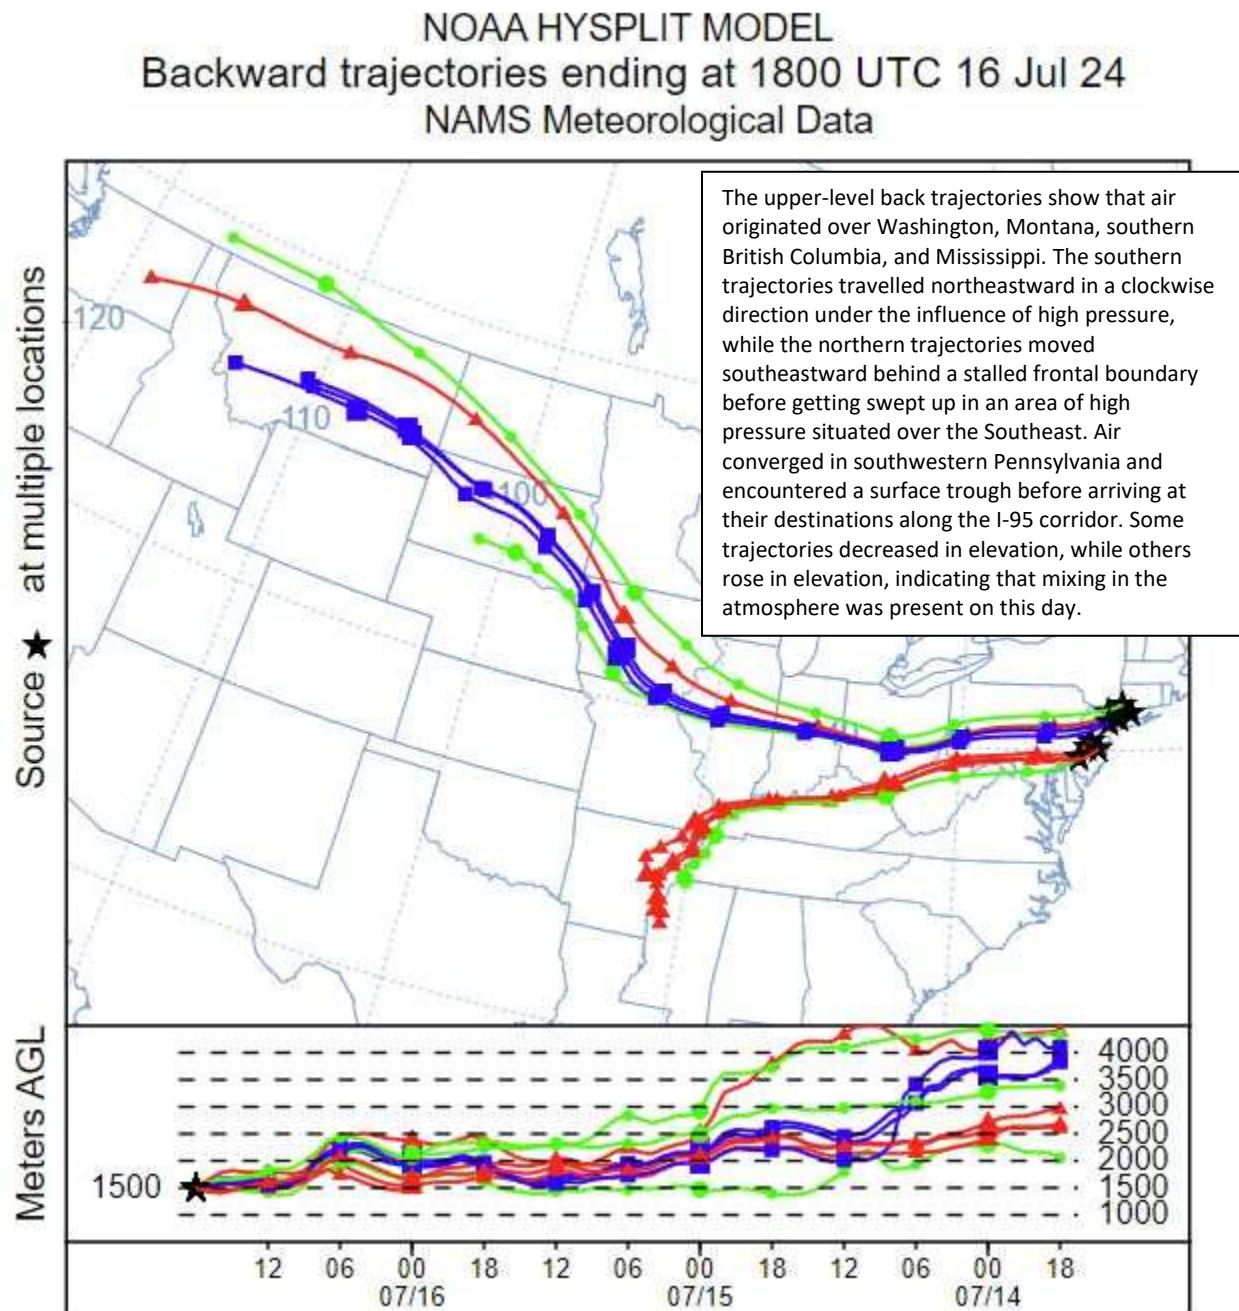 NOAA HYSPLIT MODEL
Backward trajectories ending at 1800 UTC 16 Jul 24
NAMS Meteorological Data
Source ★ at multiple locations
The upper-level back trajectories show that air
originated over Washington, Montana, southern
British Columbia, and Mississippi. The southern
trajectories travelled northeastward in a clockwise
direction under the influence of high pressure,
while the northern trajectories moved
southeastward behind a stalled frontal boundary
before getting swept up in an area of high
pressure situated over the Southeast. Air
converged in southwestern Pennsylvania and
encountered a surface trough before arriving at
their destinations along the I-95 corridor. Some
trajectories decreased in elevation, while others
rose in elevation, indicating that mixing in the
atmosphere was present on this day.
120
110
100
Meters AGL
1500
4000
3500
3000
2500
2000
1500
1000
12 06 00 18 12 06 00 18 12 06 00 18
07/16 07/15 07/14